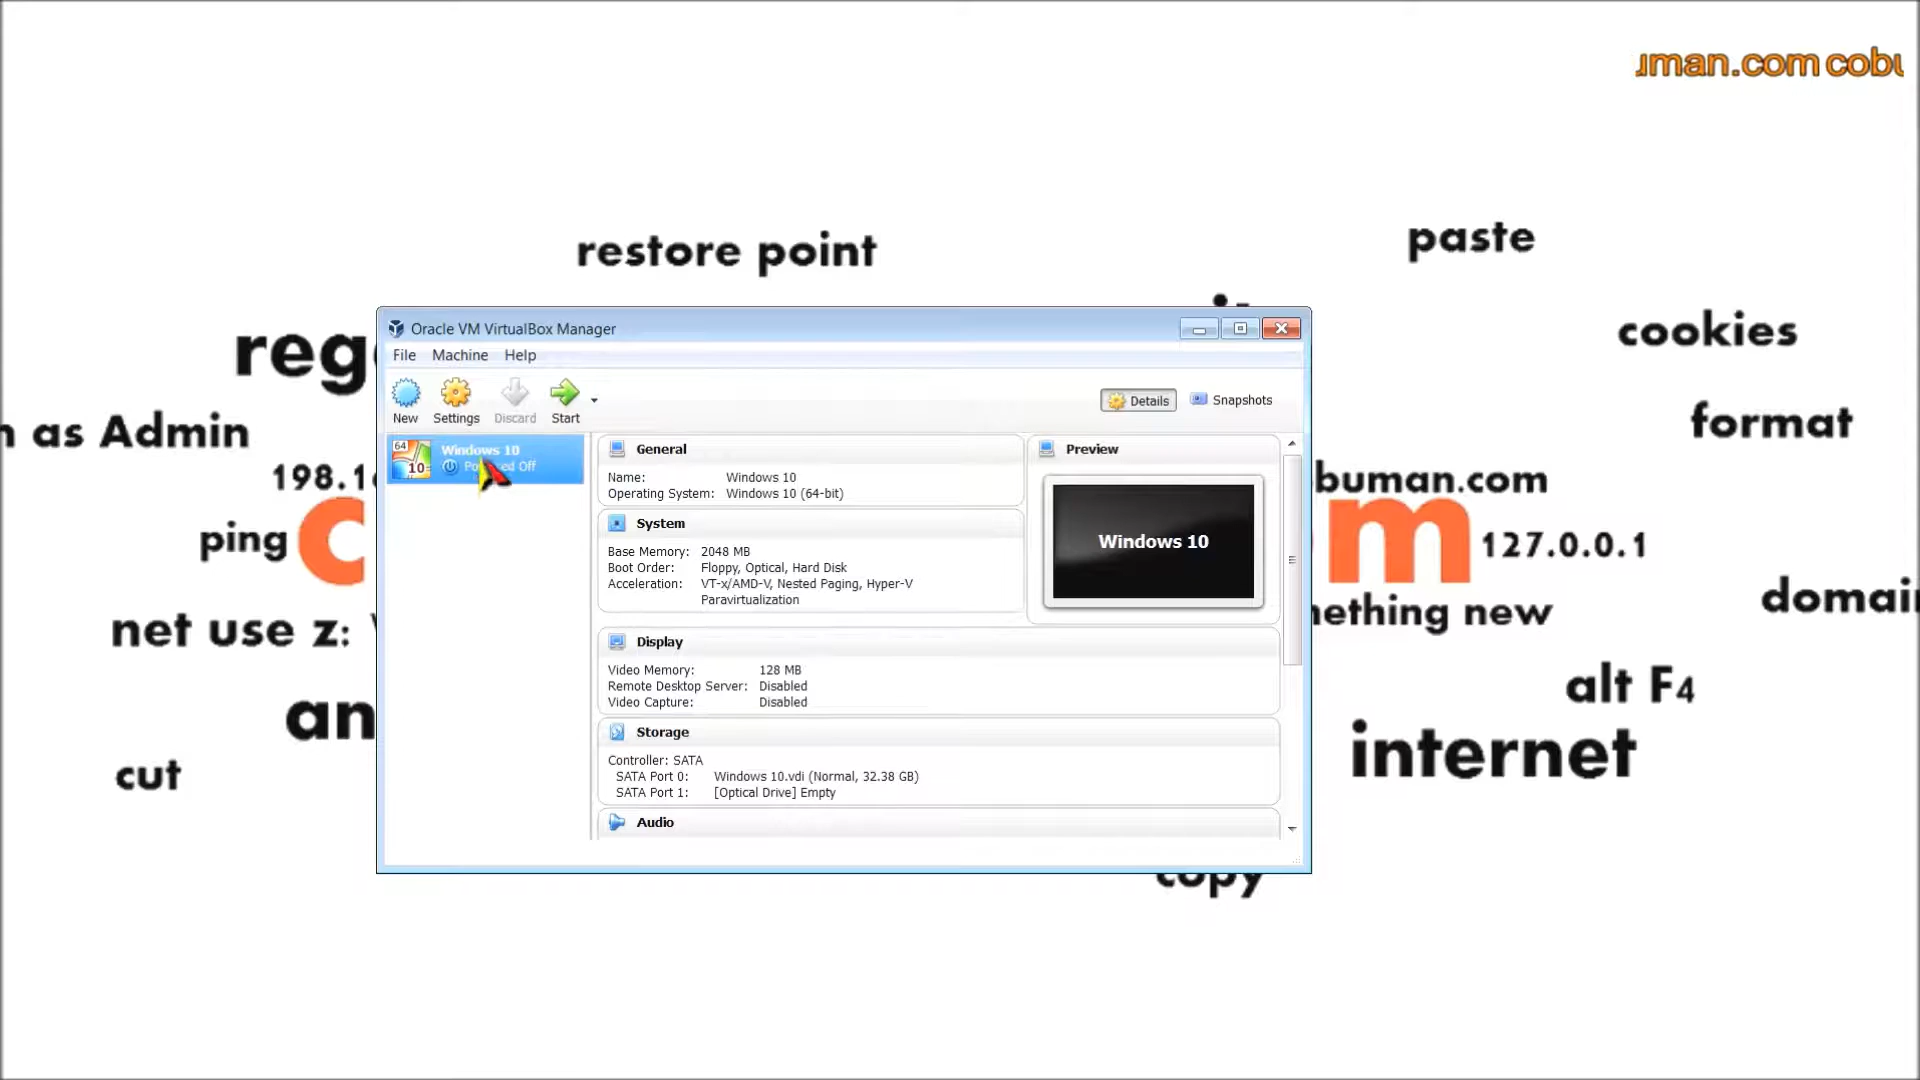 uman.com cobu
restore point
paste
cookies
Oracle VM VirtualBox Manager
File Machine Help
New Settings Discard Start
Details Snapshots
as Admin
format
64
10
Windows 10
Off
General
Name: Windows 10
Operating System: Windows 10 (64-bit)
Preview
Windows 10
198.1
buman.com
System
Base Memory: 2048 MB
Boot Order: Floppy, Optical, Hard Disk
Acceleration: VT-x/AMD-V, Nested Paging, Hyper-V
Paravirtualization
ping
c
m
127.0.0.1
net use z:
ething new
domai
Display
Video Memory: 128 MB
Remote Desktop Server: Disabled
Video Capture: Disabled
alt F4
an
internet
cut
Storage
Controller: SATA
SATA Port 0: Windows 10.vdi (Normal, 32.38 GB)
SATA Port 1: [Optical Drive] Empty
Audio
copy